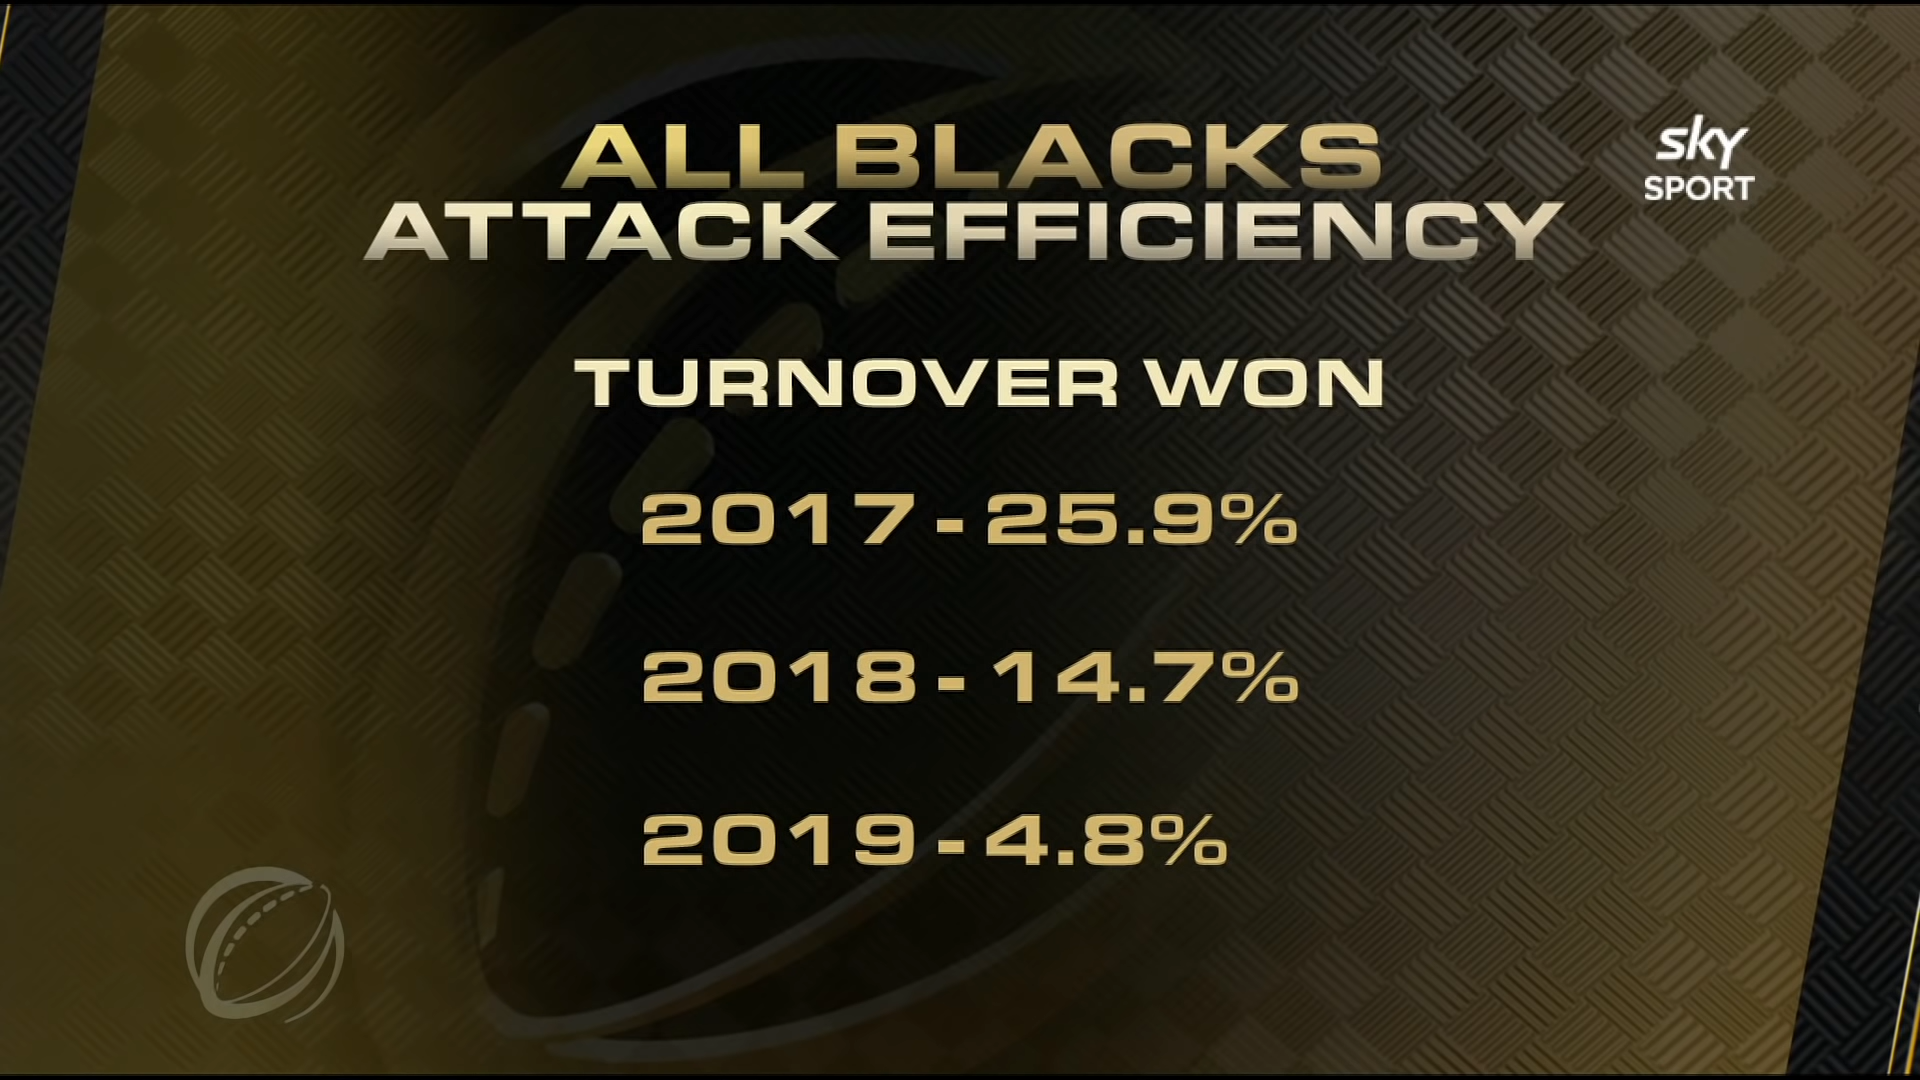 ALL BLACKS
ATTACK EFFICIENCY
sky
SPORT
TURNOVER WON
2017 - 25.9%
2018 - 14.7%
2019 - 4.8%